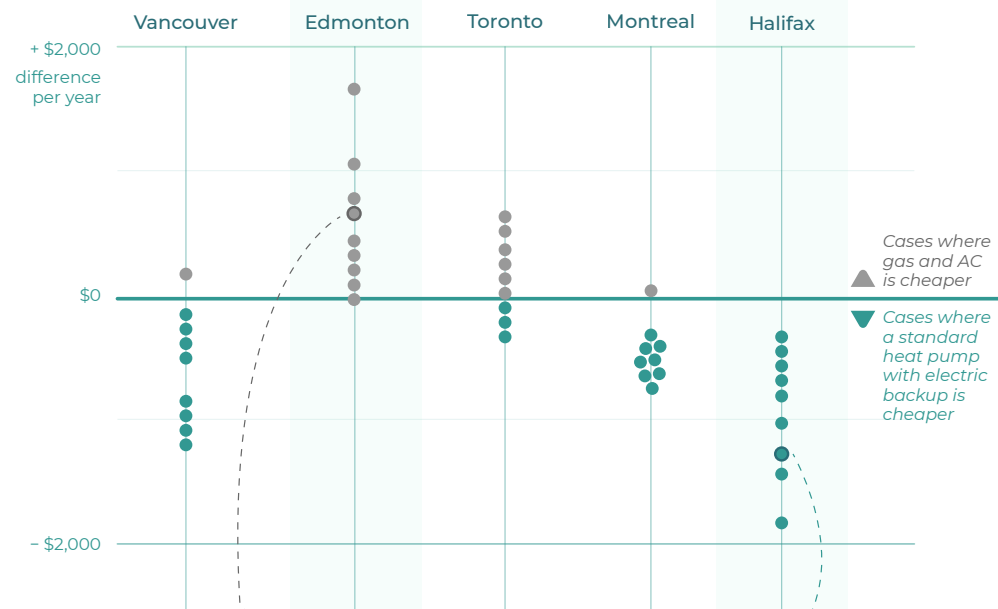 Vancouver
Edmonton
Toronto
Montreal
Halifax
+ $2,000
difference
per year
$0
− $2,000
Cases where
gas and AC
is cheaper
Cases where
a standard
heat pump
with electric
backup is
cheaper